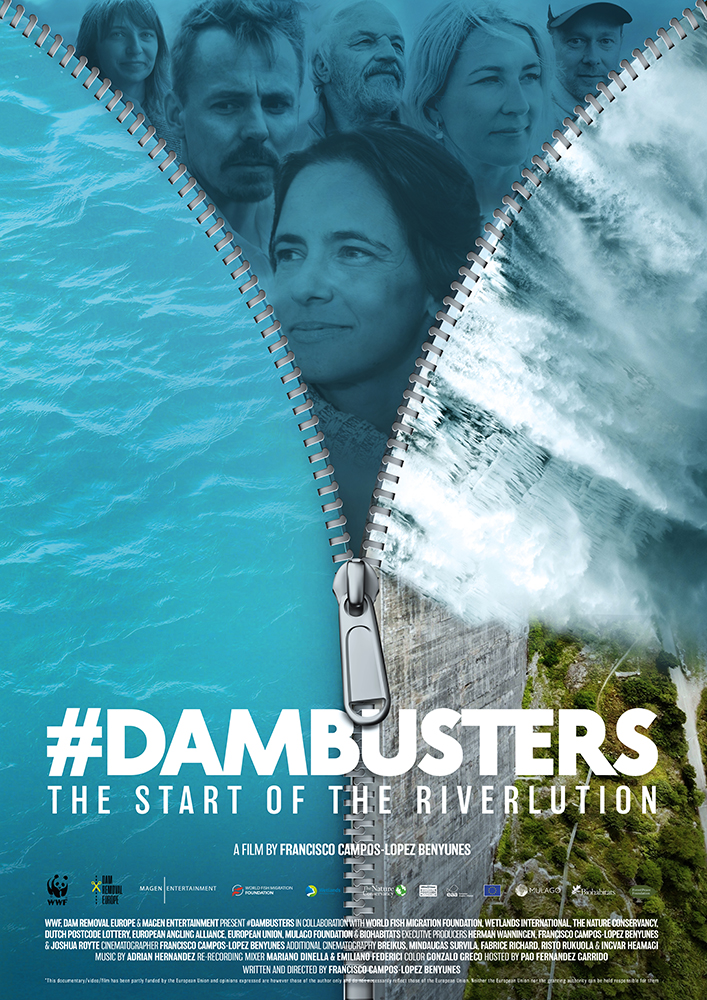 #DAMBUSTERS
THE START OF THE RIVERLUTION
A FILM BY FRANCISCO CAMPOS-LOPEZ BENYUNES
WWF
DAM REMOVAL EUROPE
MAGEN ENTERTAINMENT
WORLD FISH MIGRATION FOUNDATION
The Nature Conservancy
eaa
MULAGO
Biohabitats
WWF, DAM REMOVAL EUROPE & MAGEN ENTERTAINMENT PRESENT #DAMBUSTERS IN COLLABORATION WITH WORLD FISH MIGRATION FOUNDATION, WETLANDS INTERNATIONAL, THE NATURE CONSERVANCY,
DUTCH POSTCODE LOTTERY, EUROPEAN ANGLING ALLIANCE, EUROPEAN UNION, MULAGO FOUNDATION & BIOHABITATS EXECUTIVE PRODUCERS HERMAN WANNINGEN, FRANCISCO CAMPOS-LOPEZ BENYUNES
& JOSHUA ROYTE CINEMATOGRAPHER FRANCISCO CAMPOS-LOPEZ BENYUNES ADDITIONAL CINEMATOGRAPHY BREIKUS, MINDAUGAS SURVILA, FABRICE RICHARD, RISTO RUKUOLA & INGVAR HEAMAGI
MUSIC BY ADRIAN HERNANDEZ RE-RECORDING MIXER MARIANO DINELLA & EMILIANO FEDERICI COLOR GONZALO GRECO HOSTED BY PAO FERNANDEZ GARRIDO
WRITTEN AND DIRECTED BY FRANCISCO CAMPOS-LOPEZ BENYUNES
"This documentary/video/film has been partly funded by the European Union and opinions expressed are however those of the author only and do not necessarily reflect those of the European Union. Neither the European Union nor the granting authority can be held responsible for them